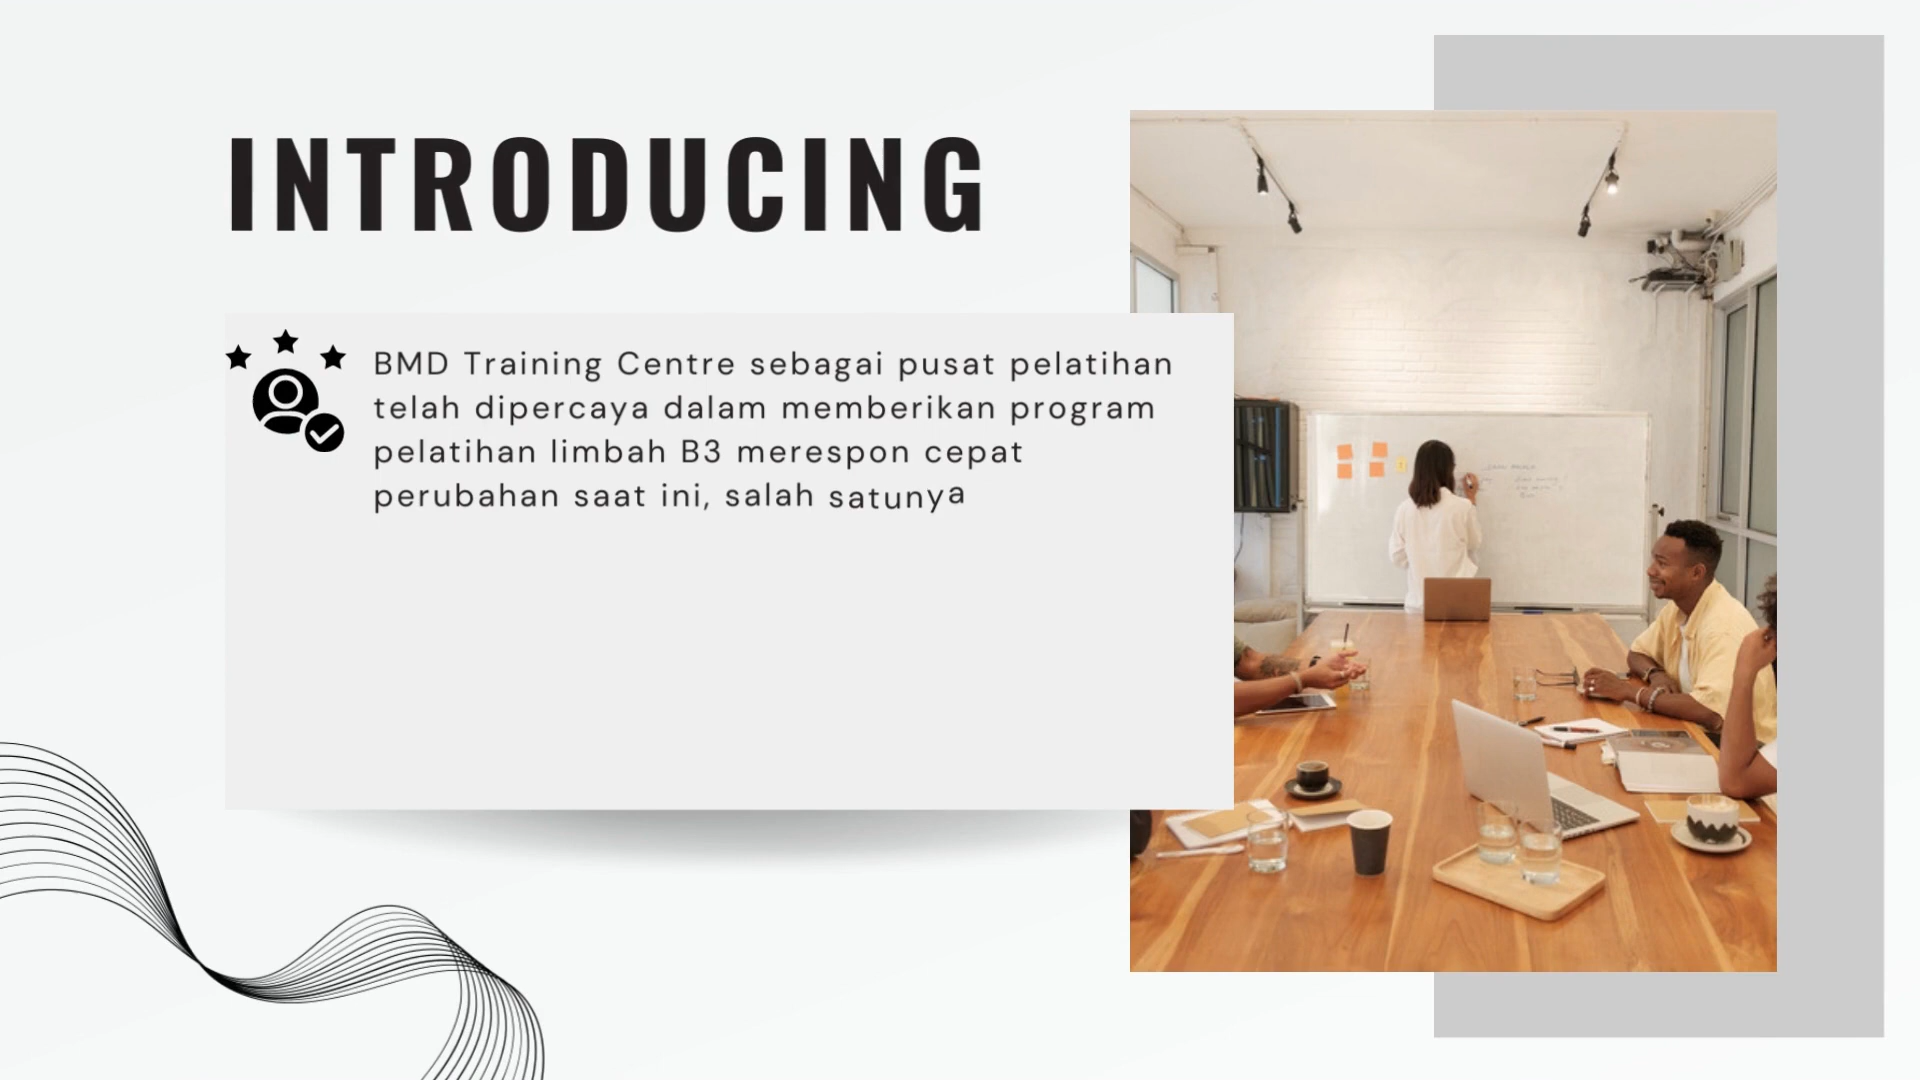 INTRODUCING
BMD Training Centre sebagai pusat pelatihan
telah dipercaya dalam memberikan program
pelatihan limbah B3 merespon cepat
perubahan saat ini, salah satunya